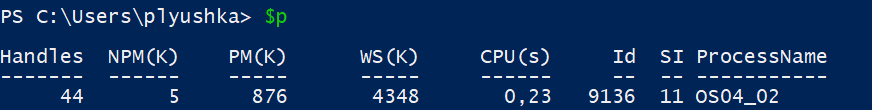 PS C:\Users\plyushka> $p
Handles NPM(K) PM(K) WS(K) CPU(s) Id SI ProcessName
------- ------ ----- ----- ------ -- -- -----------
44 5 876 4348 0,23 9136 11 OS04_02